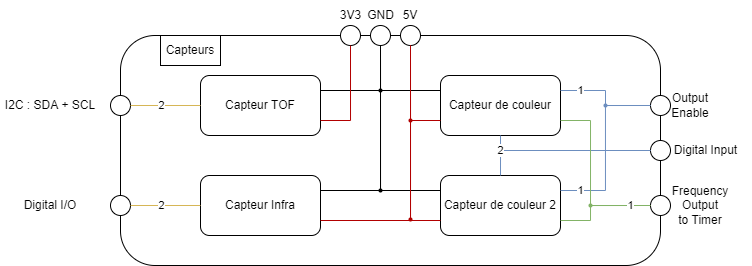 3V3 GND 5V
Capteurs
I2C : SDA + SCL
2
Capteur TOF
Capteur de couleur
1
Output
Enable
2
Digital Input
Digital I/O
2
Capteur Infra
Capteur de couleur 2
1
Frequency
Output
to Timer
1